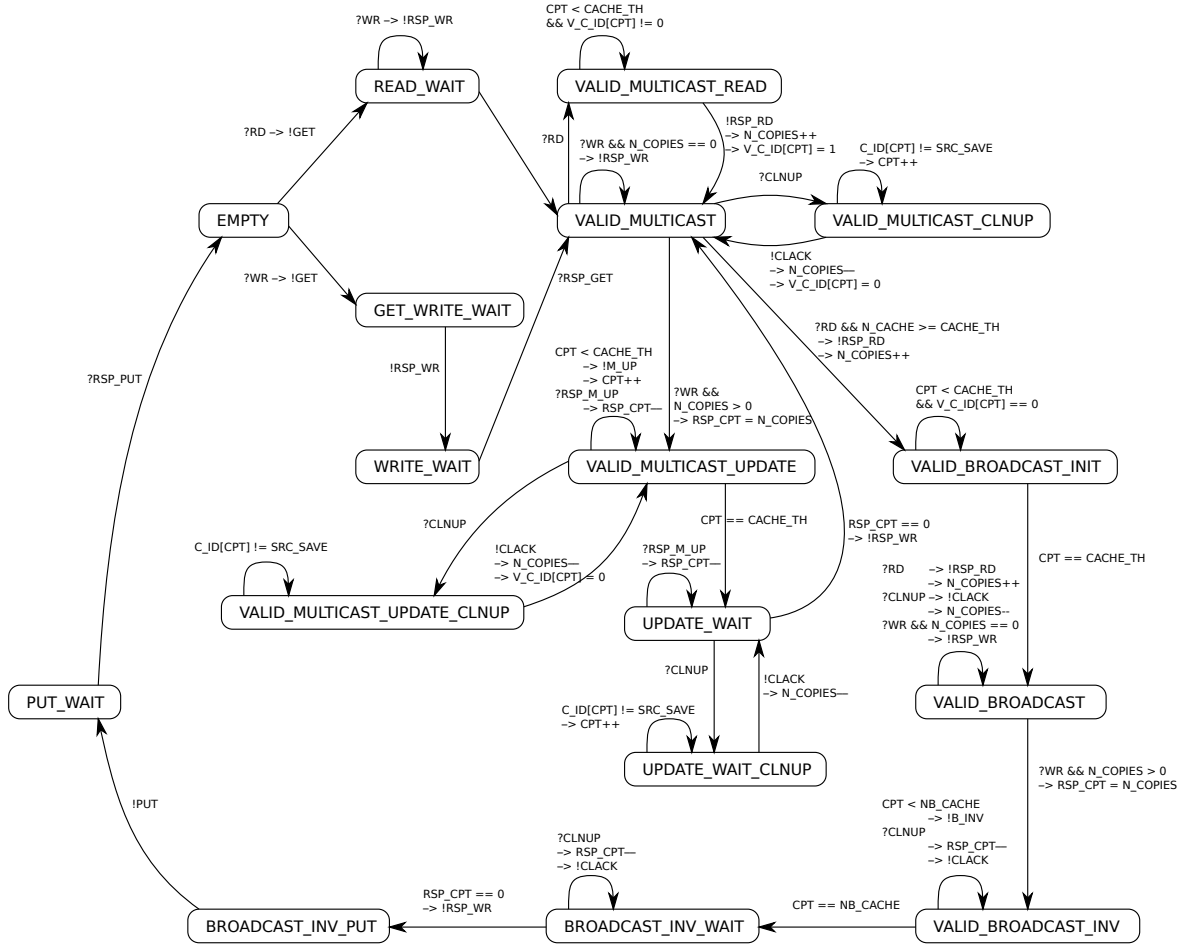 ?WR –> !RSP_WR
READ_WAIT
CPT < CACHE_TH
&& V_C_ID[CPT] != 0
VALID_MULTICAST_READ
?RD –> !GET
?RD
!RSP_RD
–> N_COPIES++
–> V_C_ID[CPT] = 1
?WR && N_COPIES == 0
–> !RSP_WR
C_ID[CPT] != SRC_SAVE
–> CPT++
?CLNUP
EMPTY
VALID_MULTICAST
VALID_MULTICAST_CLNUP
?WR –> !GET
?RSP_GET
!CLACK
–> N_COPIES—
–> V_C_ID[CPT] = 0
GET_WRITE_WAIT
?RD && N_CACHE >= CACHE_TH
–> !RSP_RD
–> N_COPIES++
!RSP_WR
?RSP_PUT
CPT < CACHE_TH
–> !M_UP
–> CPT++
?RSP_M_UP
–> RSP_CPT—
?WR &&
N_COPIES > 0
–> RSP_CPT = N_COPIES
CPT < CACHE_TH
&& V_C_ID[CPT] == 0
WRITE_WAIT
VALID_MULTICAST_UPDATE
VALID_BROADCAST_INIT
?CLNUP
CPT == CACHE_TH
RSP_CPT == 0
–> !RSP_WR
C_ID[CPT] != SRC_SAVE
!CLACK
–> N_COPIES—
–> V_C_ID[CPT] = 0
?RSP_M_UP
–> RSP_CPT—
CPT == CACHE_TH
?RD –> !RSP_RD
–> N_COPIES++
?CLNUP –> !CLACK
–> N_COPIES--
?WR && N_COPIES == 0
–> !RSP_WR
VALID_MULTICAST_UPDATE_CLNUP
UPDATE_WAIT
?CLNUP
!CLACK
–> N_COPIES—
PUT_WAIT
VALID_BROADCAST
C_ID[CPT] != SRC_SAVE
–> CPT++
UPDATE_WAIT_CLNUP
?WR && N_COPIES > 0
–> RSP_CPT = N_COPIES
!PUT
CPT < NB_CACHE
–> !B_INV
?CLNUP
–> RSP_CPT—
–> !CLACK
?CLNUP
–> RSP_CPT—
–> !CLACK
RSP_CPT == 0
–> !RSP_WR
CPT == NB_CACHE
BROADCAST_INV_PUT
BROADCAST_INV_WAIT
VALID_BROADCAST_INV